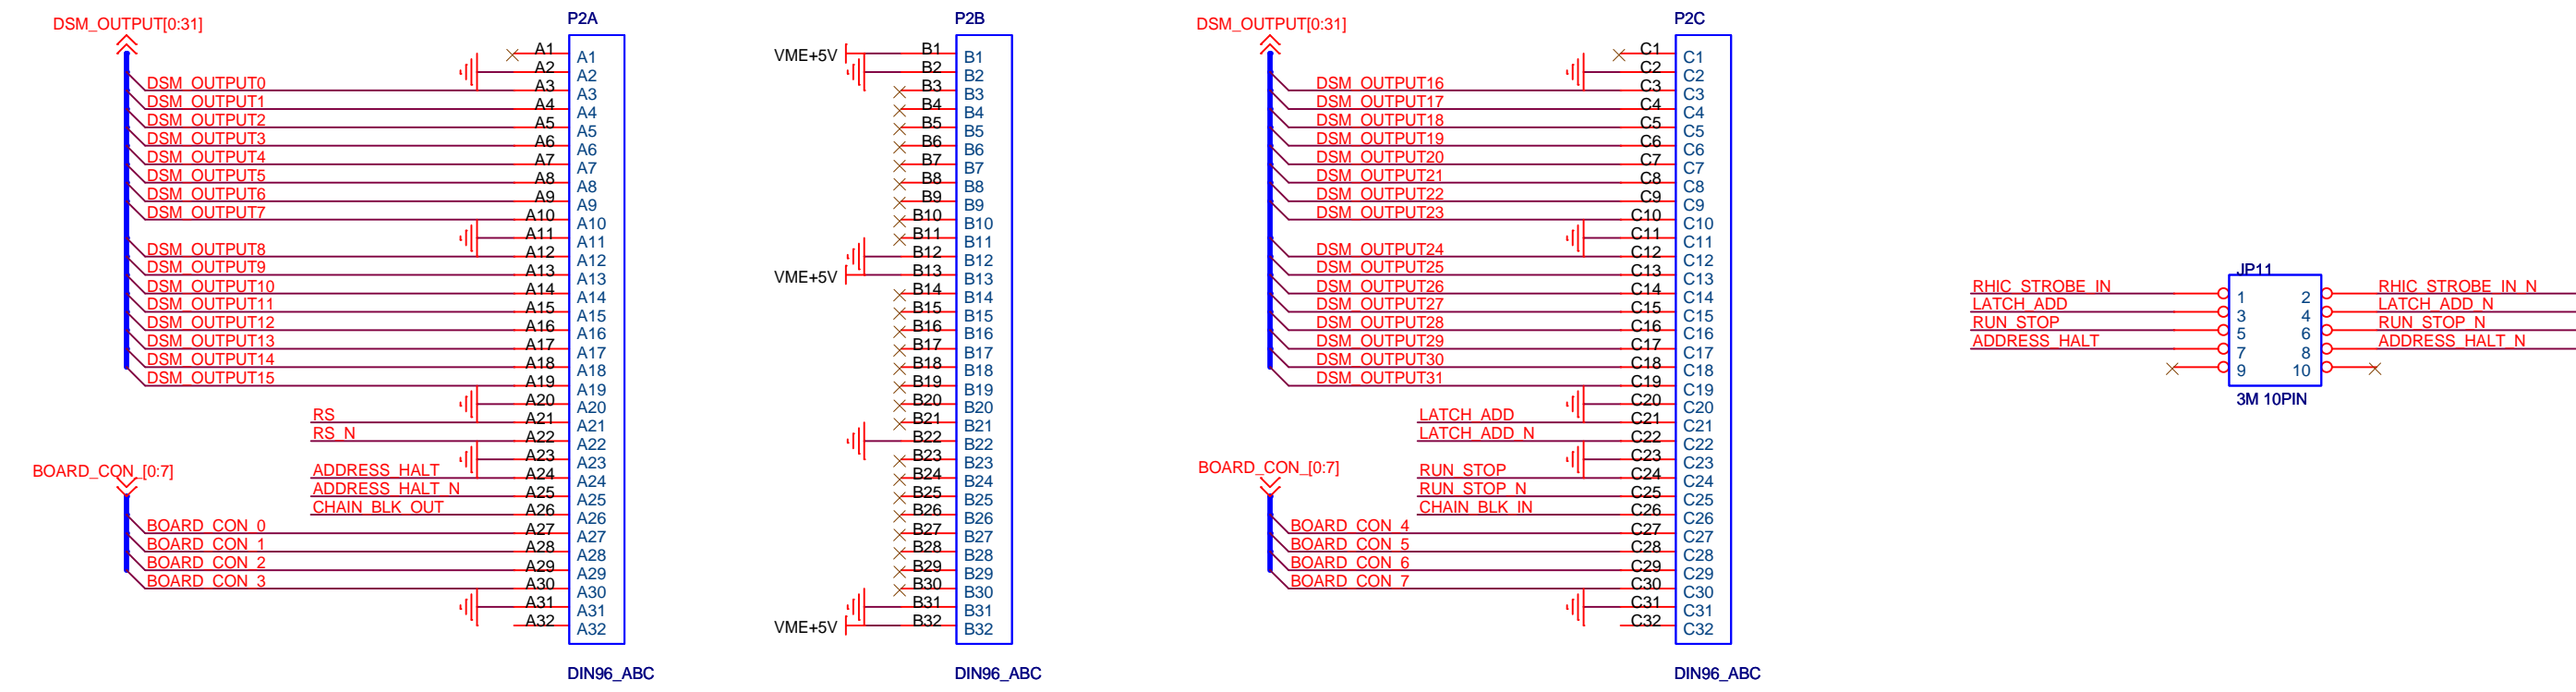 DSM_OUTPUT[0:31]
P2A
A1 A1
A2 A2
DSM_OUTPUT0 A3 A3
DSM_OUTPUT1 A4 A4
DSM_OUTPUT2 A5 A5
DSM_OUTPUT3 A6 A6
DSM_OUTPUT4 A7 A7
DSM_OUTPUT5 A8 A8
DSM_OUTPUT6 A9 A9
DSM_OUTPUT7 A10 A10
A11 A11
DSM_OUTPUT8 A12 A12
DSM_OUTPUT9 A13 A13
DSM_OUTPUT10 A14 A14
DSM_OUTPUT11 A15 A15
DSM_OUTPUT12 A16 A16
DSM_OUTPUT13 A17 A17
DSM_OUTPUT14 A18 A18
DSM_OUTPUT15 A19 A19
A20 A20
RS A21 A21
RS_N A22 A22
A23 A23
BOARD_CON_[0:7]
ADDRESS_HALT A24 A24
ADDRESS_HALT_N A25 A25
CHAIN_BLK_OUT A26 A26
BOARD_CON_0 A27 A27
BOARD_CON_1 A28 A28
BOARD_CON_2 A29 A29
BOARD_CON_3 A30 A30
A31 A31
A32 A32
DIN96_ABC
P2B
VME+5V B1 B1
B2 B2
B3 B3
B4 B4
B5 B5
B6 B6
B7 B7
B8 B8
B9 B9
B10 B10
B11 B11
B12 B12
VME+5V B13 B13
B14 B14
B15 B15
B16 B16
B17 B17
B18 B18
B19 B19
B20 B20
B21 B21
B22 B22
B23 B23
B24 B24
B25 B25
B26 B26
B27 B27
B28 B28
B29 B29
B30 B30
B31 B31
VME+5V B32 B32
DIN96_ABC
DSM_OUTPUT[0:31]
P2C
C1 C1
C2 C2
DSM_OUTPUT16 C3 C3
DSM_OUTPUT17 C4 C4
DSM_OUTPUT18 C5 C5
DSM_OUTPUT19 C6 C6
DSM_OUTPUT20 C7 C7
DSM_OUTPUT21 C8 C8
DSM_OUTPUT22 C9 C9
DSM_OUTPUT23 C10 C10
C11 C11
DSM_OUTPUT24 C12 C12
DSM_OUTPUT25 C13 C13
DSM_OUTPUT26 C14 C14
DSM_OUTPUT27 C15 C15
DSM_OUTPUT28 C16 C16
DSM_OUTPUT29 C17 C17
DSM_OUTPUT30 C18 C18
DSM_OUTPUT31 C19 C19
C20 C20
LATCH_ADD C21 C21
LATCH_ADD_N C22 C22
C23 C23
BOARD_CON_[0:7]
RUN_STOP C24 C24
RUN_STOP_N C25 C25
CHAIN_BLK_IN C26 C26
BOARD_CON_4 C27 C27
BOARD_CON_5 C28 C28
BOARD_CON_6 C29 C29
BOARD_CON_7 C30 C30
C31 C31
C32 C32
DIN96_ABC
JP11
RHIC_STROBE_IN 1 2 RHIC_STROBE_IN_N
LATCH_ADD 3 4 LATCH_ADD_N
RUN_STOP 5 6 RUN_STOP_N
ADDRESS_HALT 7 8 ADDRESS_HALT_N
9 10
3M 10PIN